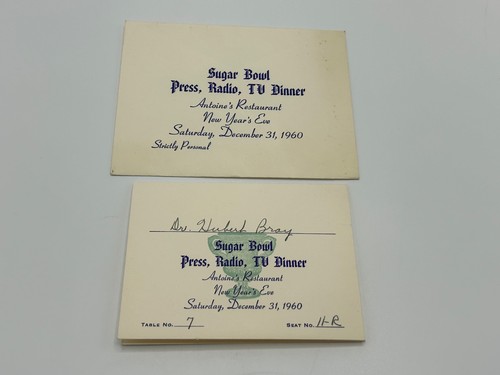 Sugar Bowl
Press, Radio, TV Dinner
Antoine's Restaurant
New Year's Eve
Saturday, December 31, 1960
Strictly Personal
Dr. Hubert Bray
Sugar Bowl
Press, Radio, TV Dinner
Antoine's Restaurant
New Year's Eve
Saturday, December 31, 1960
TABLE NO. 7 SEAT NO. 11-R